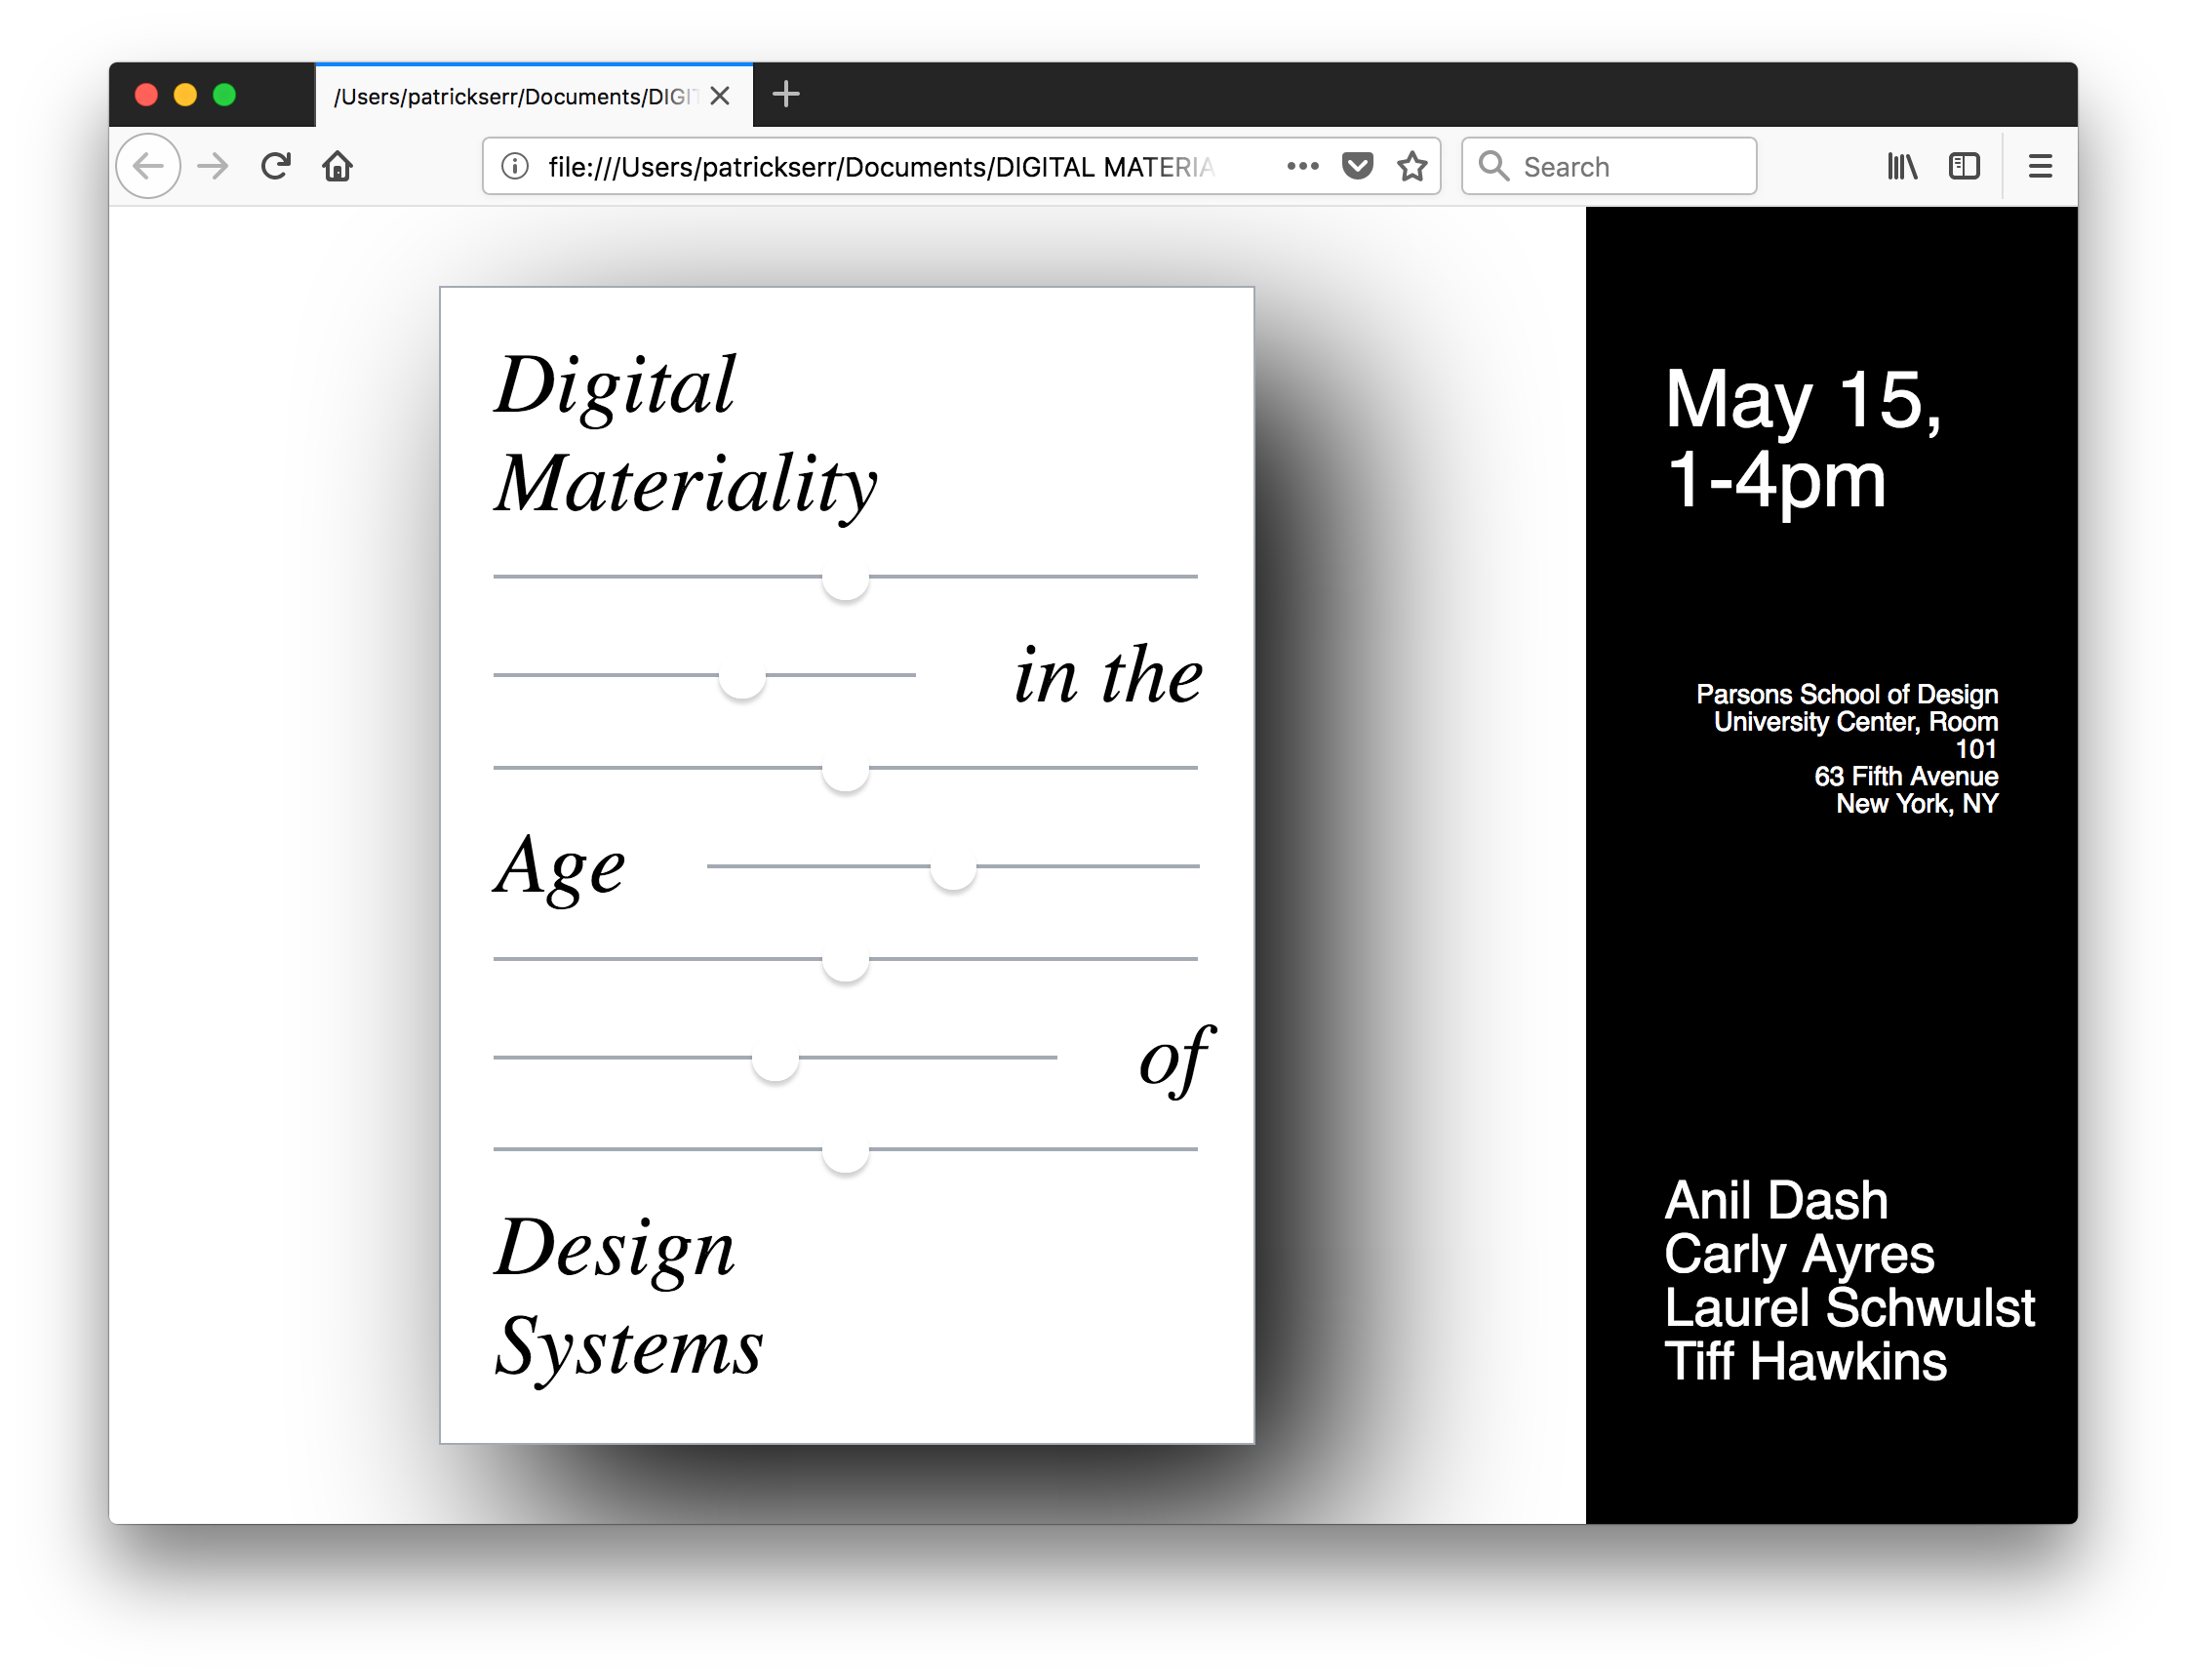 /Users/patrickserr/Documents/DIGIT
file:///Users/patrickserr/Documents/DIGITAL MATERIA
Search
Digital
Materiality
in the
Age
of
Design
Systems
May 15,
1-4pm
Parsons School of Design
University Center, Room
101
63 Fifth Avenue
New York, NY
Anil Dash
Carly Ayres
Laurel Schwulst
Tiff Hawkins